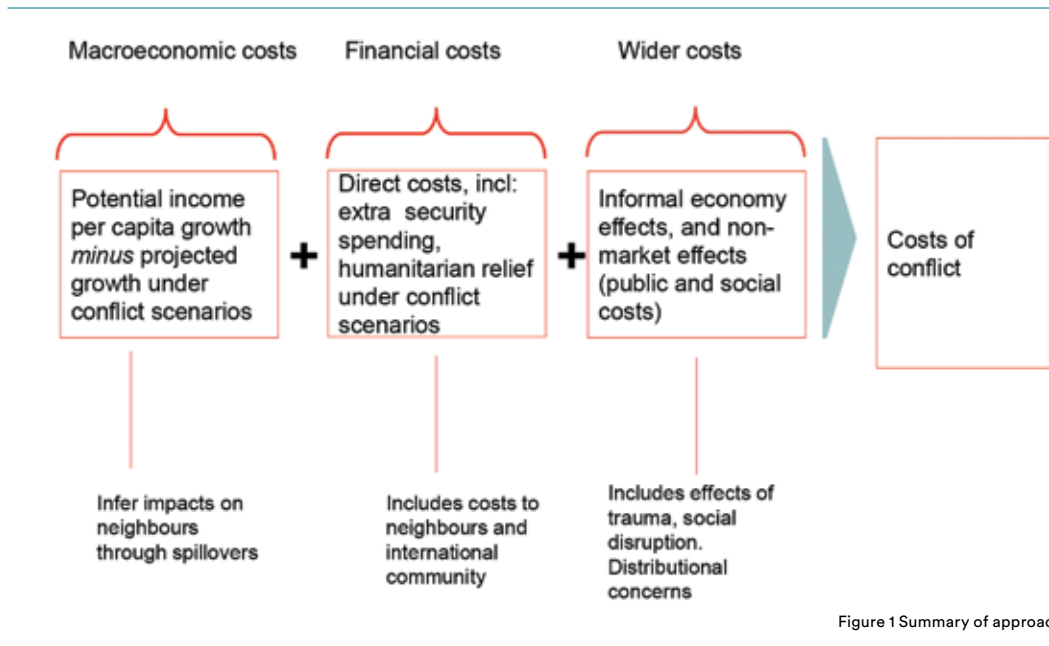 Macroeconomic costs
Financial costs
Wider costs
Potential income
per capita growth
minus projected
growth under
conflict scenarios
+
Direct costs, incl:
extra security
spending,
humanitarian relief
under conflict
scenarios
+
Informal economy
effects, and non-
market effects
(public and social
costs)
Costs of
conflict
Infer impacts on
neighbours
through spillovers
Includes costs to
neighbours and
international
community
Includes effects of
trauma, social
disruption.
Distributional
concerns
Figure 1 Summary of approac